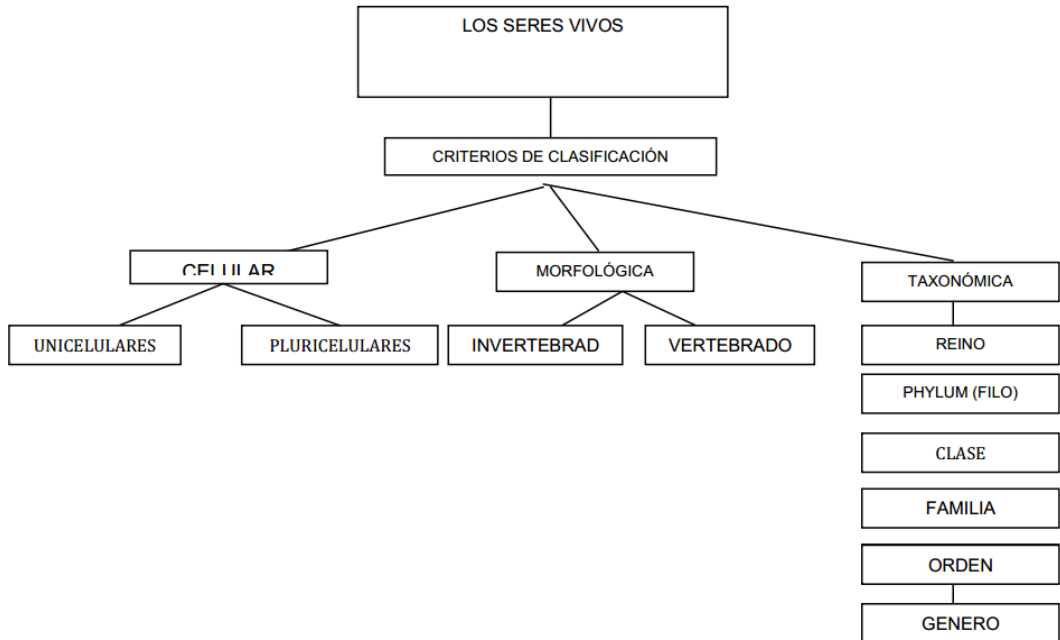 LOS SERES VIVOS
CRITERIOS DE CLASIFICACIÓN
CELULAR
MORFOLÓGICA
TAXONÓMICA
UNICELULARES
PLURICELULARES
INVERTEBRAD
VERTEBRADO
REINO
PHYLUM (FILO)
CLASE
FAMILIA
ORDEN
GENERO